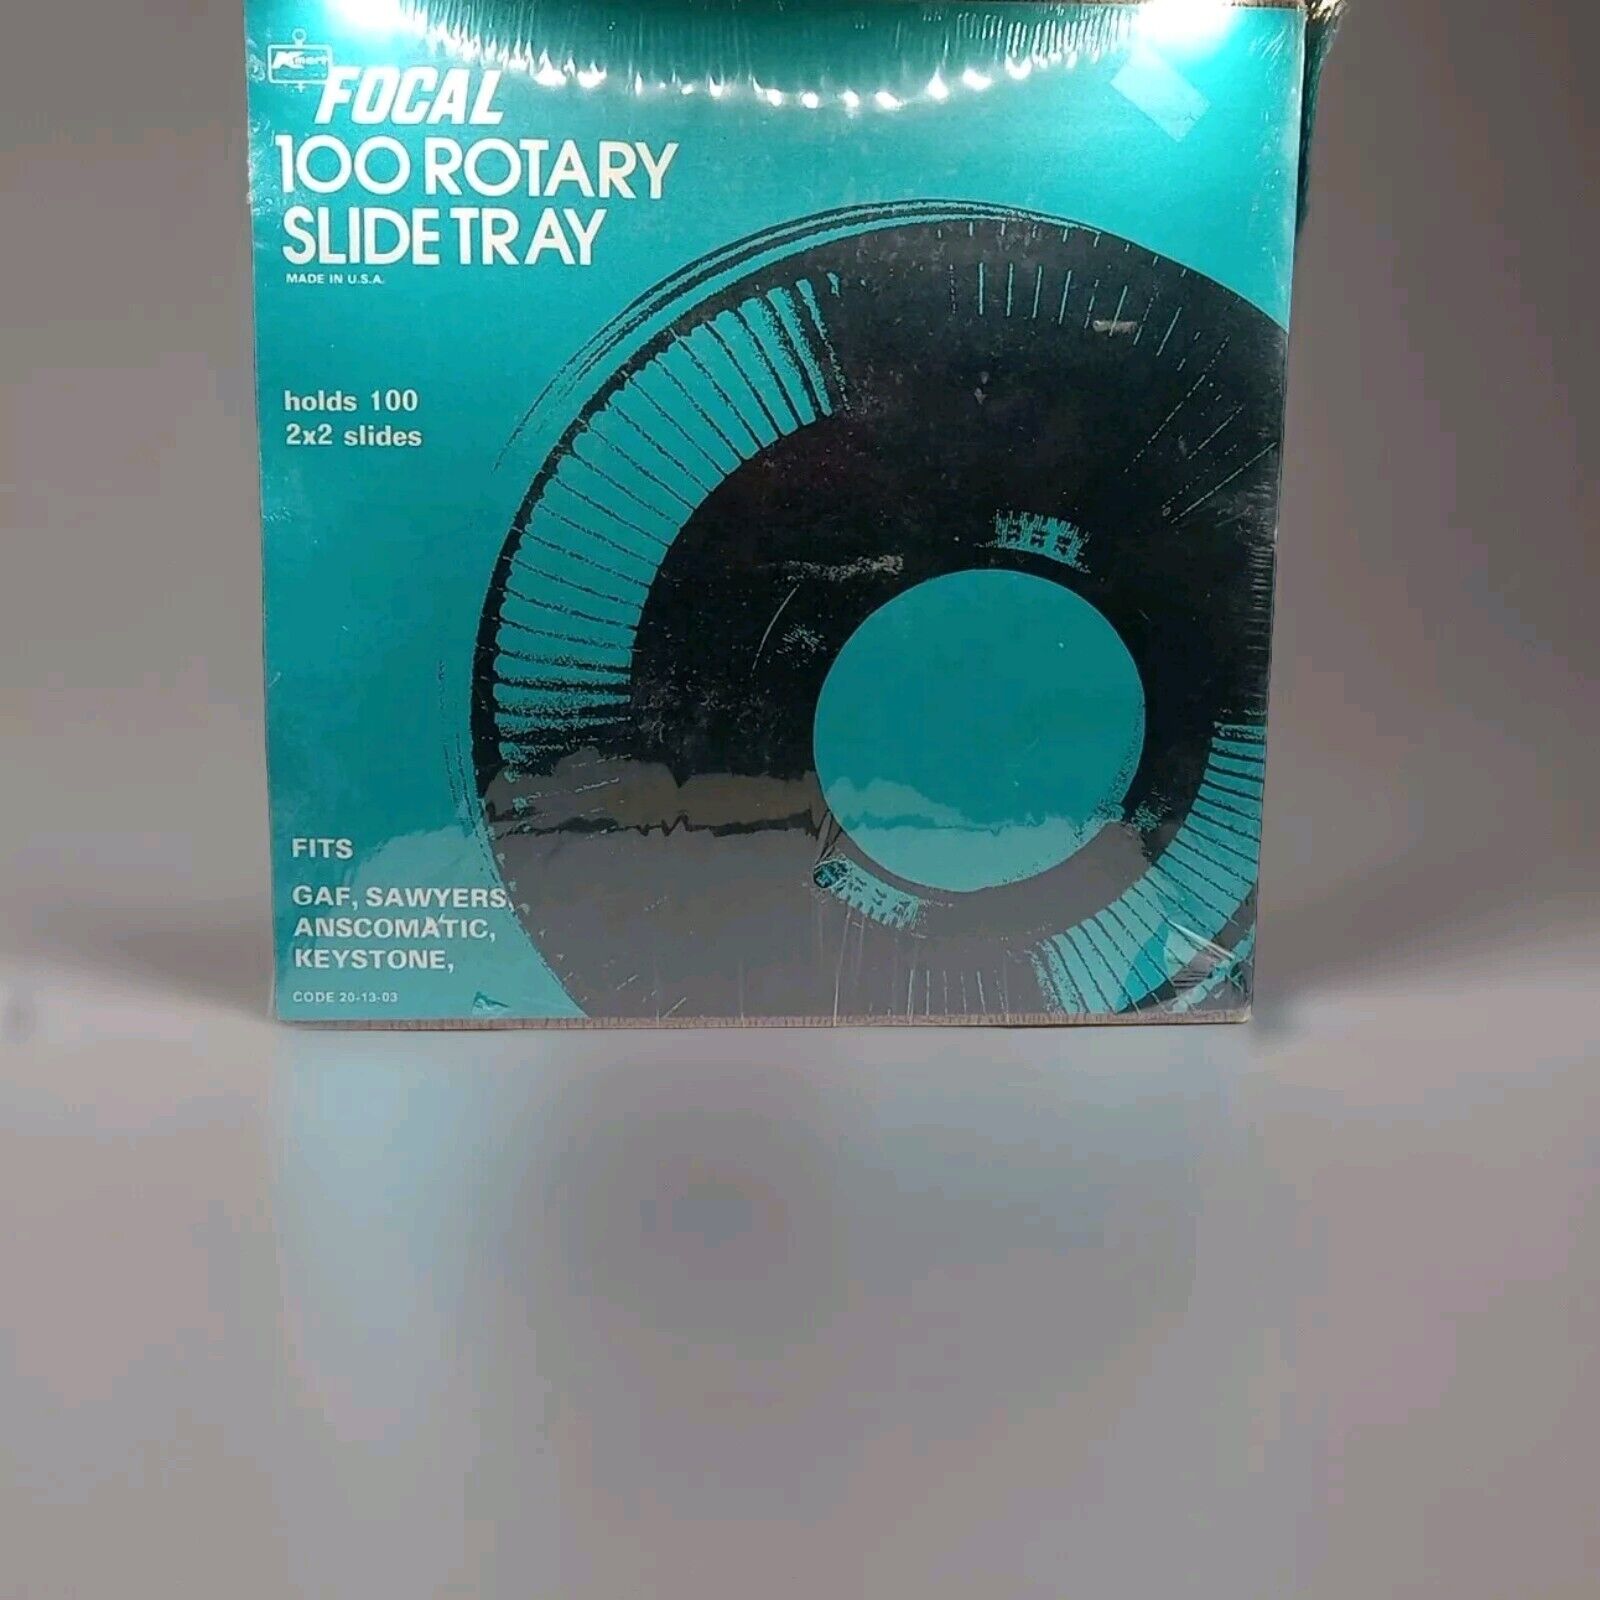 Kmart
FOCAL
100 ROTARY
SLIDE TRAY
MADE IN U.S.A.
holds 100
2x2 slides
FITS
GAF, SAWYERS,
ANSCOMATIC,
KEYSTONE,
CODE 20-13-03